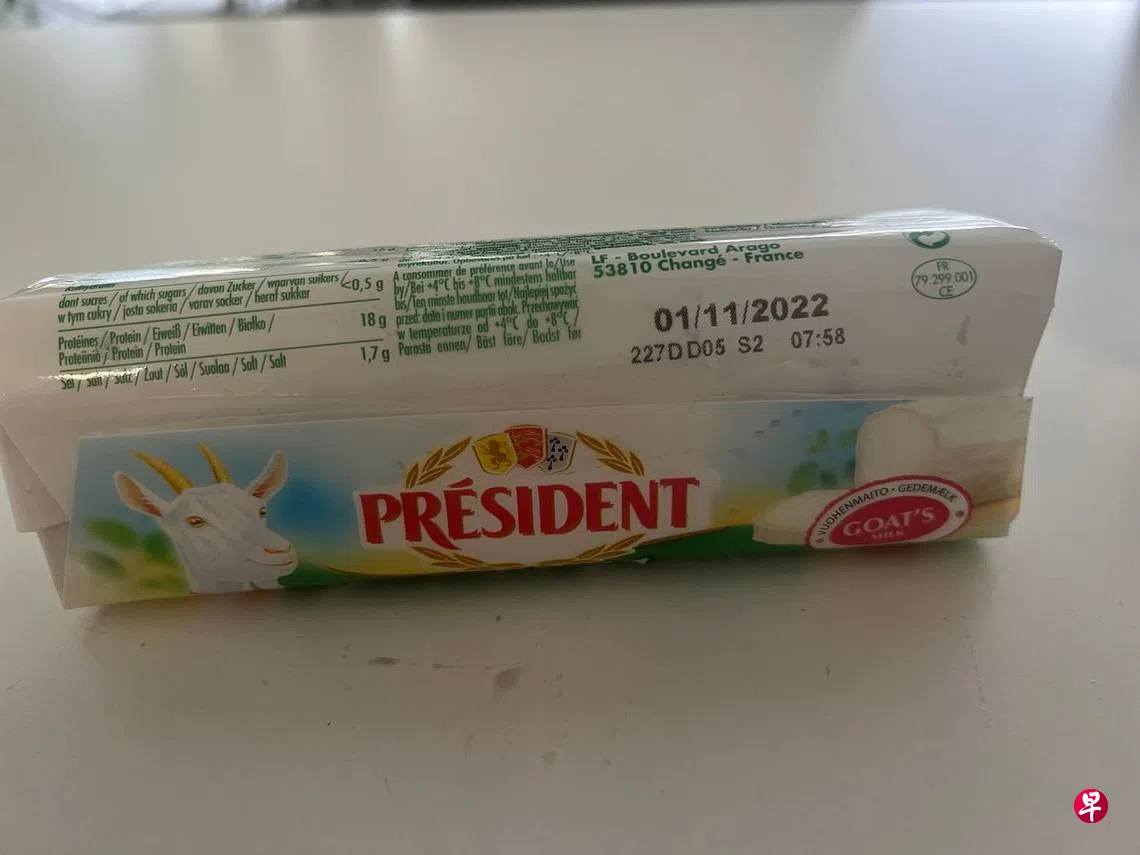 dont sucres / of which sugars / davon Zucker / waarvan suikers <0,5 g
w tym cukry / josta sokeria / varav socker / heraf sukker
Protéines / Protein / Eiweiß / Eiwitten / Białko / 18 g
Proteiinia / Protein / Protein
Sel / Salt / Salz / Zout / Sól / Suolaa / Salt / Salt 1,7 g
A consommer de préférence avant le/Use
by/Bei +4°C bis +8°C mindestens haltbar
bis/Ten minste houdbaar tot/Najlepiej spożyć
przed: data i numer partii obok. Przechowywać
w temperaturze od +4°C do +8°C/
Parasta ennen/ Bäst före/ Bedst før
LF - Boulevard Arago
53810 Changé - France
FR
79.299.001
CE
01/11/2022
227DD05 S2 07:58
PRÉSIDENT
VUOHENMAITO • GEDEMÆLK
GOAT'S
MILK
早